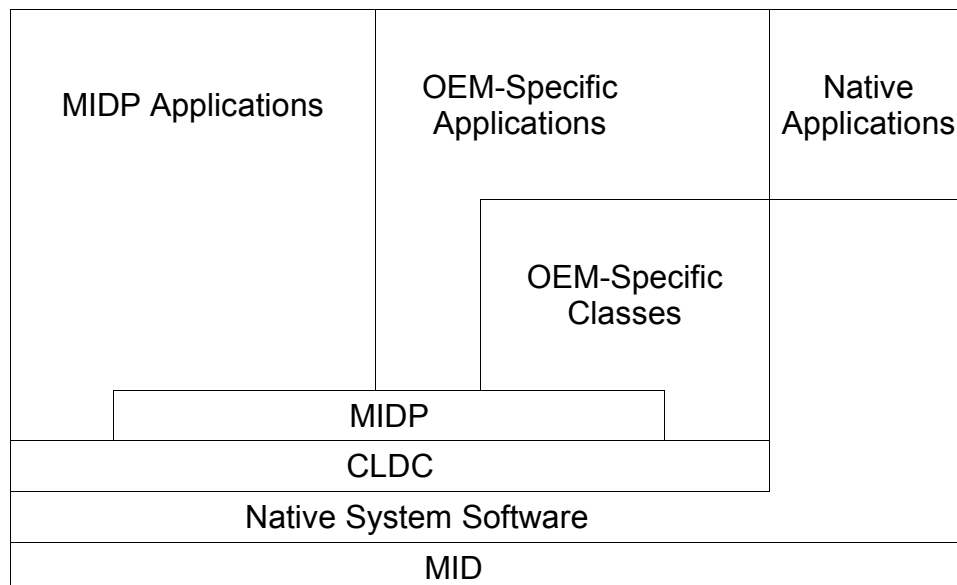 MIDP Applications
OEM-Specific
Applications
Native
Applications
OEM-Specific
Classes
MIDP
CLDC
Native System Software
MID